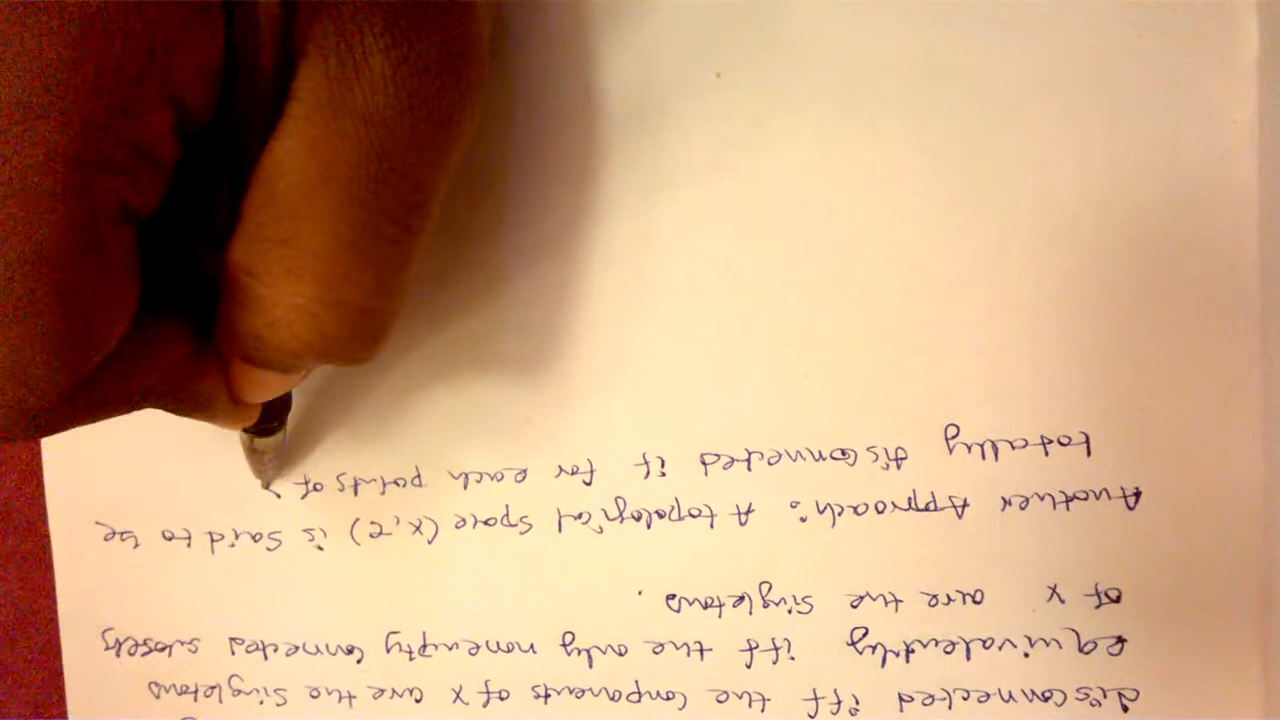 disconnected iff the components of X are the singletons
equivalently iff the only nonempty connected subsets
of X are the singletons.
Another Approach: A topological space (X, τ) is said to be
totally disconnected if for each points of